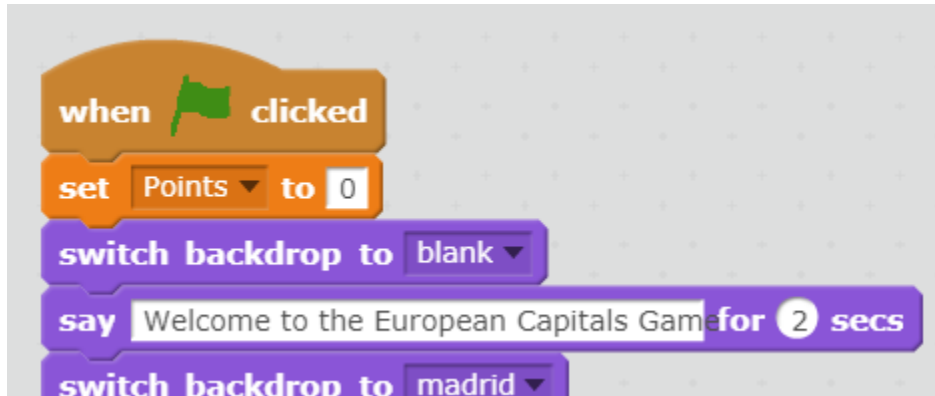 when clicked
set Points to 0
switch backdrop to blank
say Welcome to the European Capitals Game for 2 secs
switch backdrop to madrid